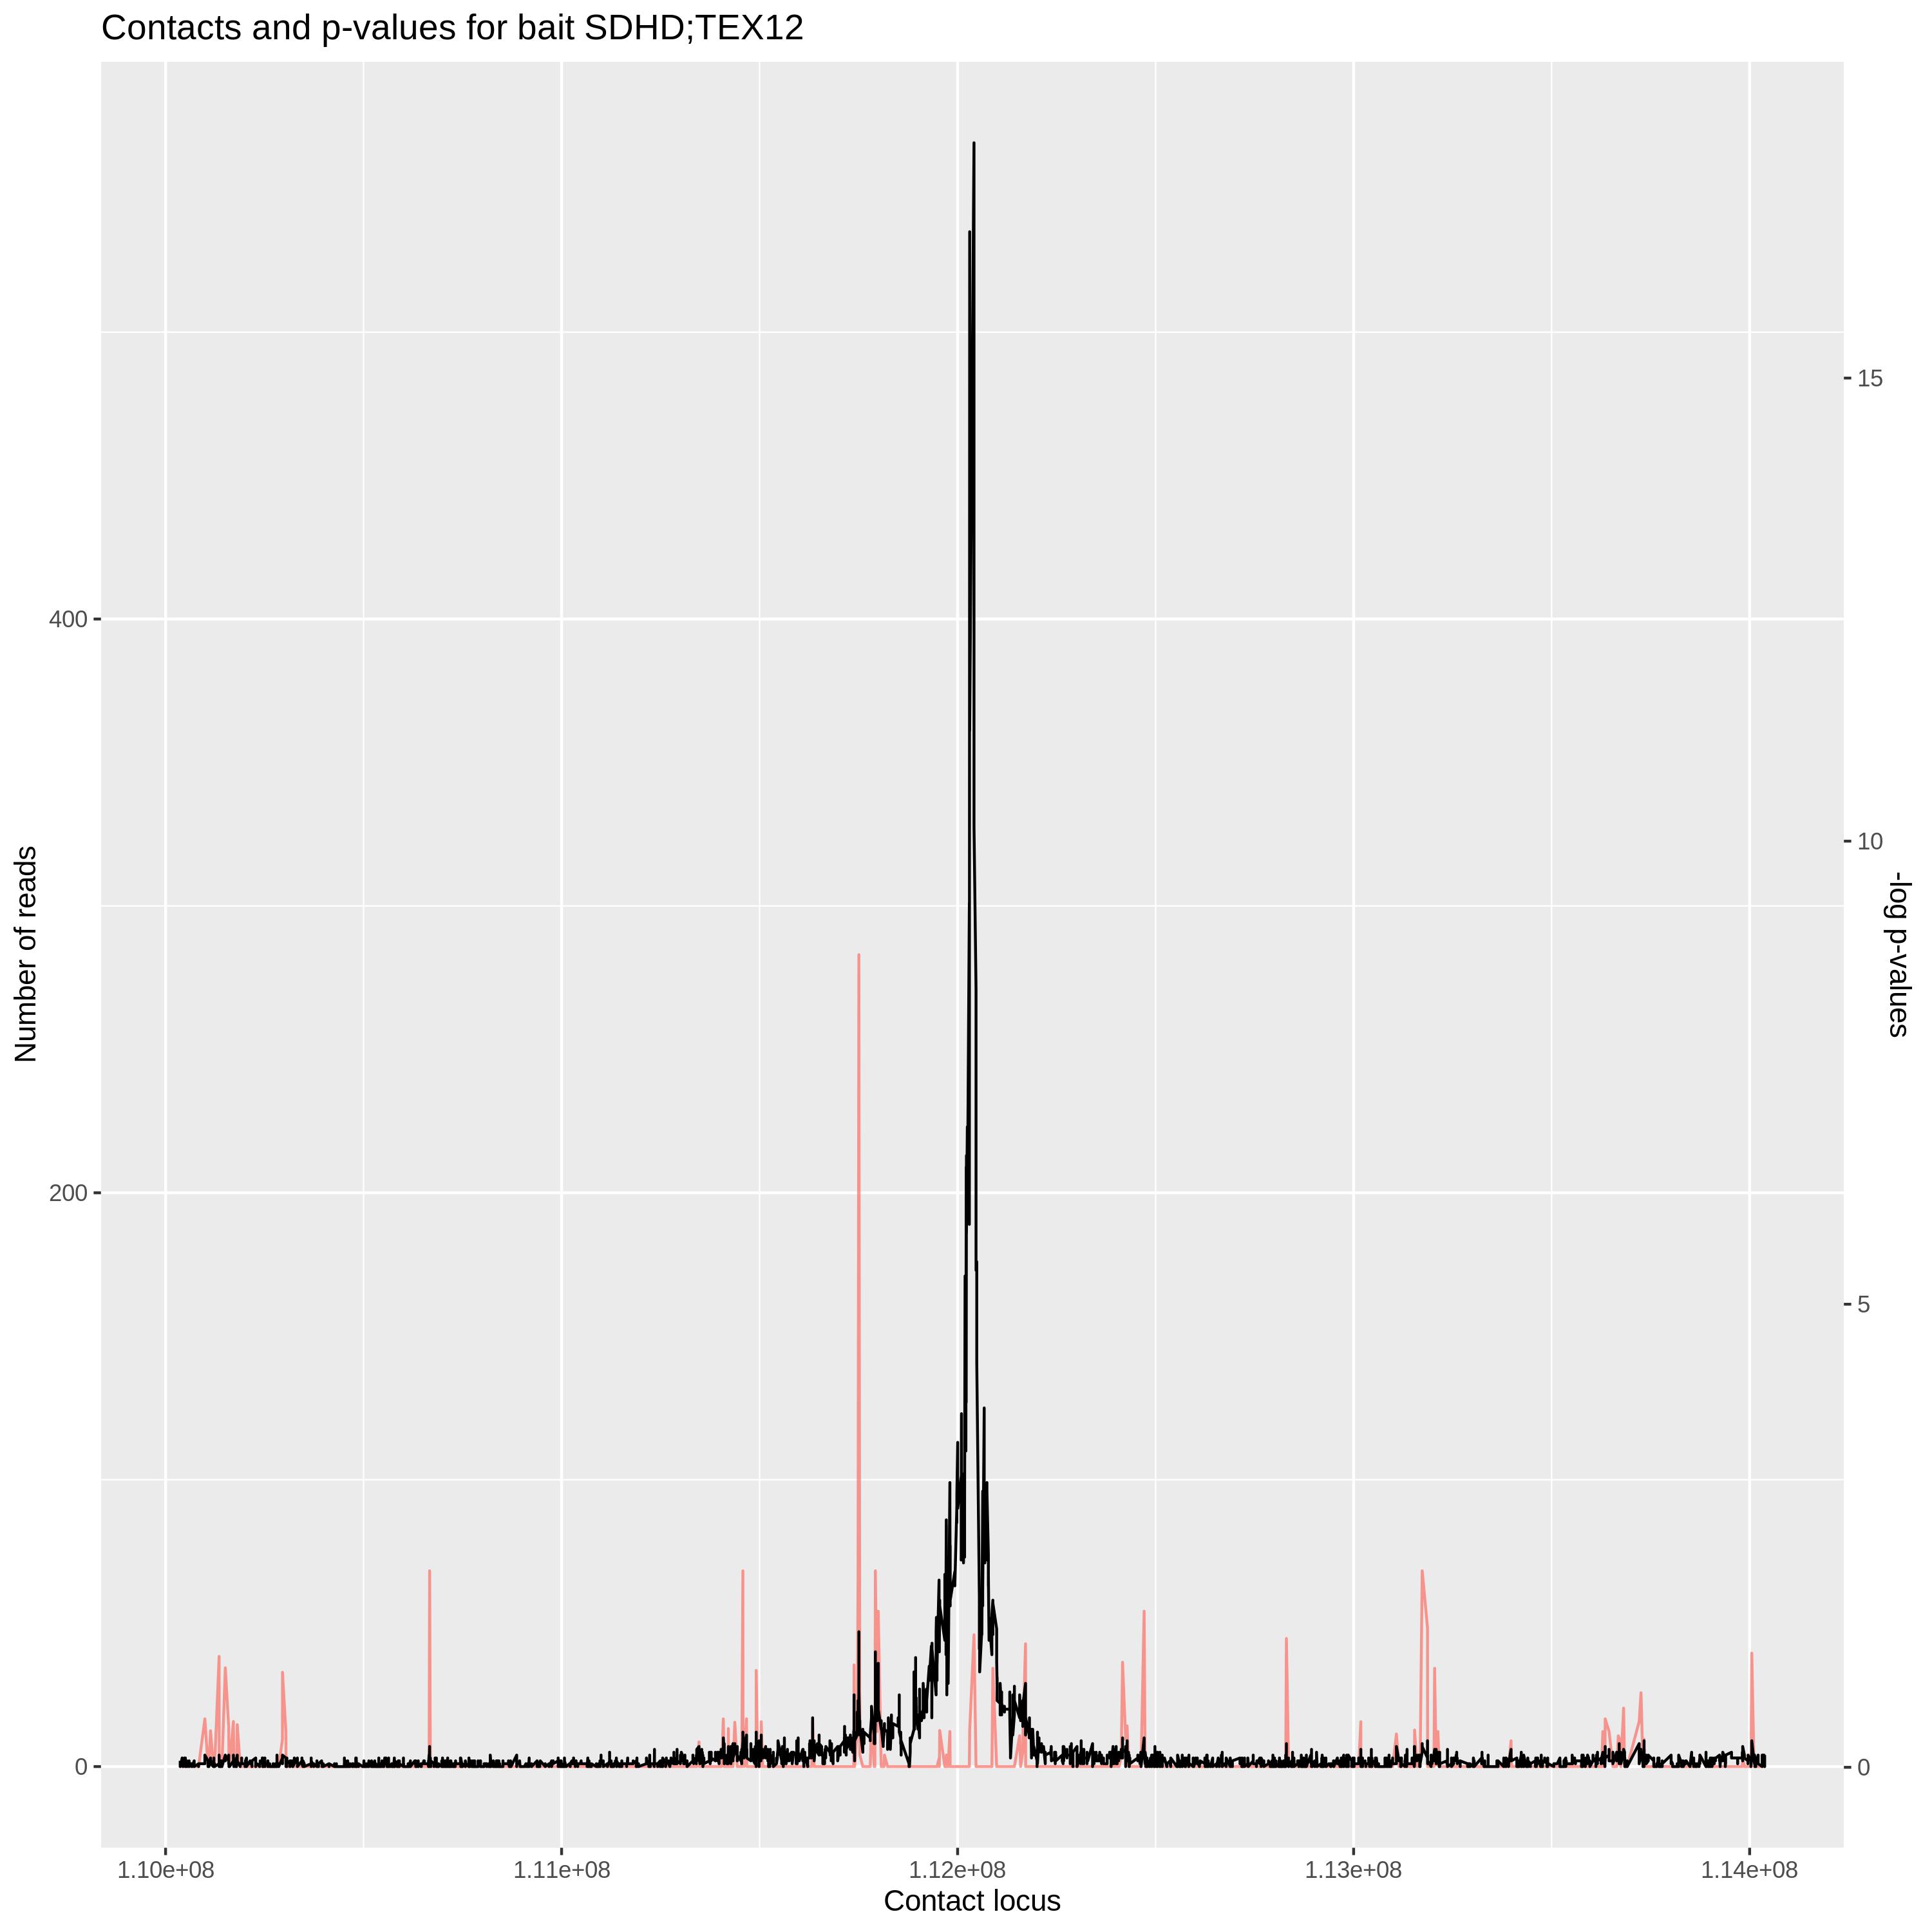 Contacts and p-values for bait SDHD;TEX12
Number of reads
400
200
0
15
10
5
0
-log p-values
1.10e+08 1.11e+08 1.12e+08 1.13e+08 1.14e+08
Contact locus